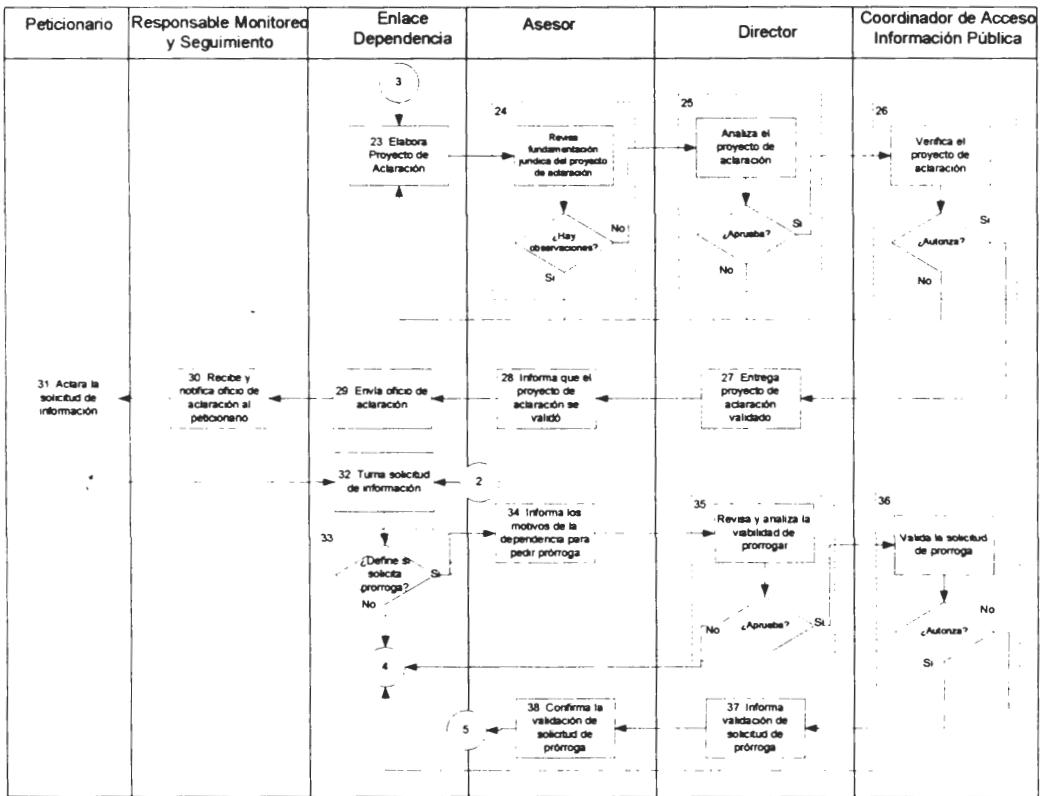 Peticionario
Responsable Monitoreo
y Seguimiento
Enlace
Dependencia
Asesor
Director
Coordinador de Acceso
Información Pública
3
23 Elabora
Proyecto de
Aclaración
24
Revisa
fundamentación
jurídica del proyecto
de aclaración
¿Hay
observaciones?
No
Si
25
Analiza el
proyecto de
aclaración
¿Aprueba?
Si
No
26
Verifica el
proyecto de
aclaración
¿Autoriza?
Si
No
31 Aclara la
solicitud de
información
30 Recibe y
notifica oficio de
aclaración al
peticionario
29 Envía oficio de
aclaración
28 Informa que el
proyecto de
aclaración se
validó
27 Entrega
proyecto de
aclaración
validado
32 Turna solicitud
de información
2
33
¿Define si
solicita
prorroga?
Si
No
34 Informa los
motivos de la
dependencia para
pedir prórroga
35
Revisa y analiza la
viabilidad de
prorrogar
¿Aprueba?
No
Si
36
Valida la solicitud
de prorroga
¿Autoriza?
No
Si
4
5
38 Confirma la
validación de
solicitud de
prórroga
37 Informa
validación de
solicitud de
prórroga